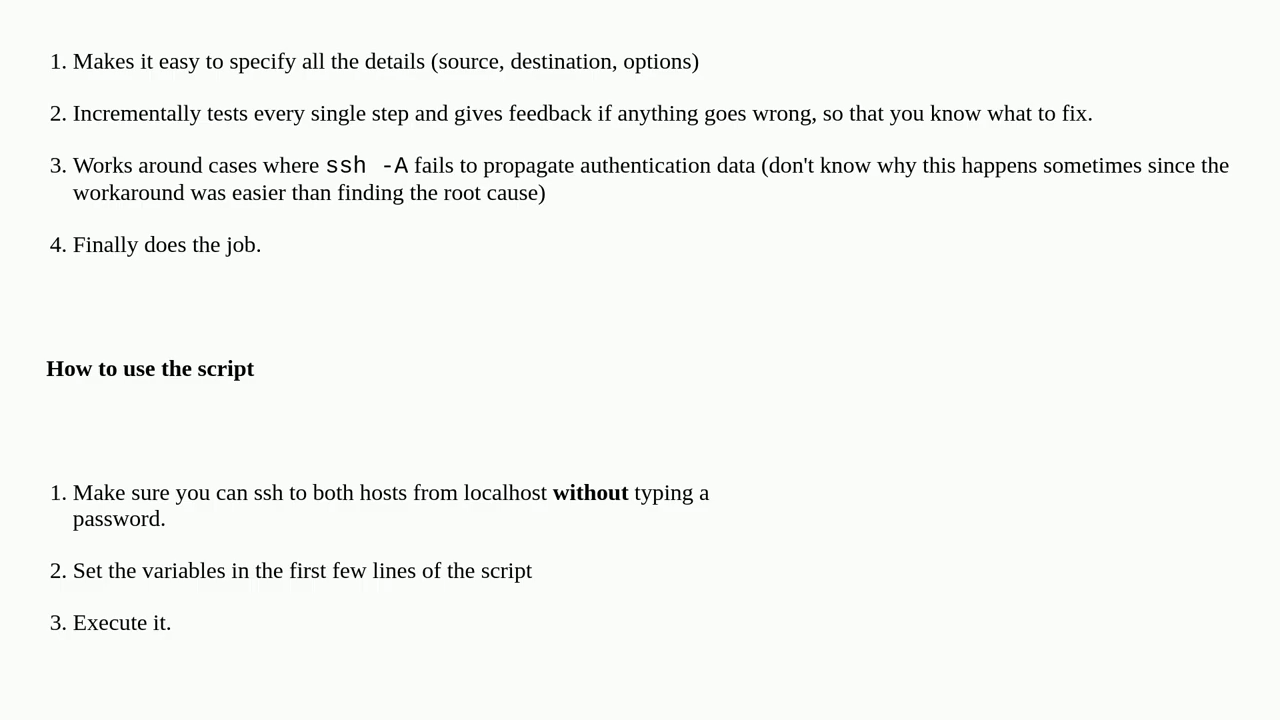 1. Makes it easy to specify all the details (source, destination, options)
2. Incrementally tests every single step and gives feedback if anything goes wrong, so that you know what to fix.
3. Works around cases where ssh -A fails to propagate authentication data (don't know why this happens sometimes since the
workaround was easier than finding the root cause)
4. Finally does the job.
How to use the script
1. Make sure you can ssh to both hosts from localhost without typing a
password.
2. Set the variables in the first few lines of the script
3. Execute it.